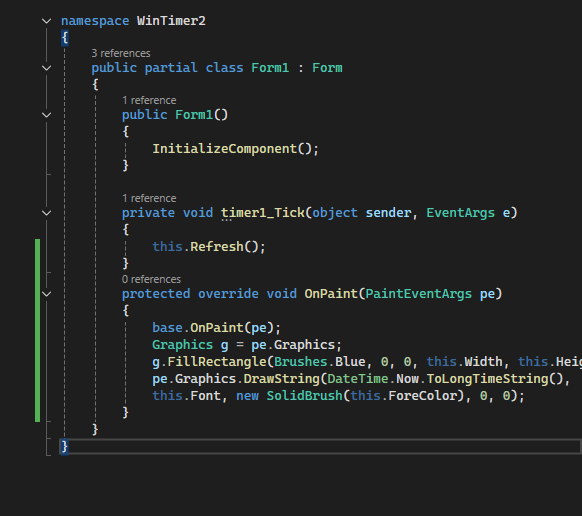 namespace WinTimer2
{
3 references
public partial class Form1 : Form
{
1 reference
public Form1()
{
InitializeComponent();
}
1 reference
private void timer1_Tick(object sender, EventArgs e)
{
this.Refresh();
}
0 references
protected override void OnPaint(PaintEventArgs pe)
{
base.OnPaint(pe);
Graphics g = pe.Graphics;
g.FillRectangle(Brushes.Blue, 0, 0, this.Width, this.Heig
pe.Graphics.DrawString(DateTime.Now.ToLongTimeString(),
this.Font, new SolidBrush(this.ForeColor), 0, 0);
}
}
}